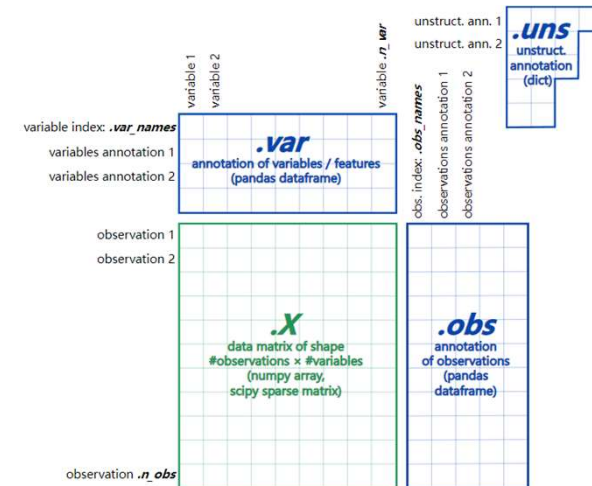 unstruct. ann. 1
unstruct. ann. 2
.uns
unstruct.
annotation
(dict)
variable 1
variable 2
variable .n_var
obs. index: .obs_names
observations annotation 1
observations annotation 2
variable index: .var_names
variables annotation 1
variables annotation 2
.var
annotation of variables / features
(pandas dataframe)
observation 1
observation 2
.X
data matrix of shape
#observations × #variables
(numpy array,
scipy sparse matrix)
.obs
annotation
of observations
(pandas
dataframe)
observation .n_obs